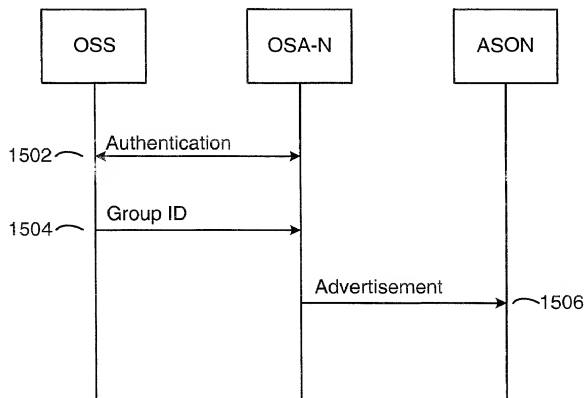 OSS OSA-N ASON
Authentication
1502
Group ID
1504
Advertisement
1506